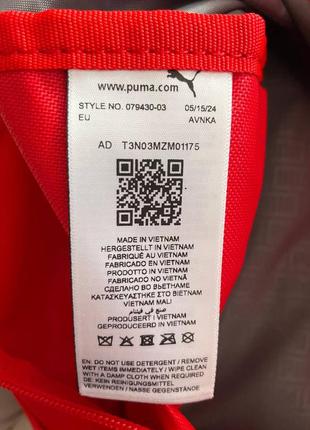 www.puma.com
STYLE NO. 079430-03 05/15/24
EU AVNKA
AD T3N03MZM01175
MADE IN VIETNAM
HERGESTELLT IN VIETNAM
FABRIQUÉ AU VIETNAM
FABRICADO EN VIETNAM
PRODOTTO IN VIETNAM
FABRICADO NO VIETNÃ
СДЕЛАНО ВО ВЬЕТНАМЕ
ΚΑΤΑΣΚΕΥΑΣΤΗΚΕ ΣΤΟ ΒΙΕΤΝΑΜ
VIETNAM MALI
صنع في فيتنام
PRODUSERT I VIETNAM
GEPRODUCEERD IN VIETNAM
EN: DO NOT USE DETERGENT / REMOVE
WET ITEMS IMMEDIATELY / WIPE CLEAN
WITH A DAMP CLOTH WHEN REQUIRED
DE: KEIN REINIGUNGSMITTEL
VERWENDEN / NASSE GEGENSTÄNDE